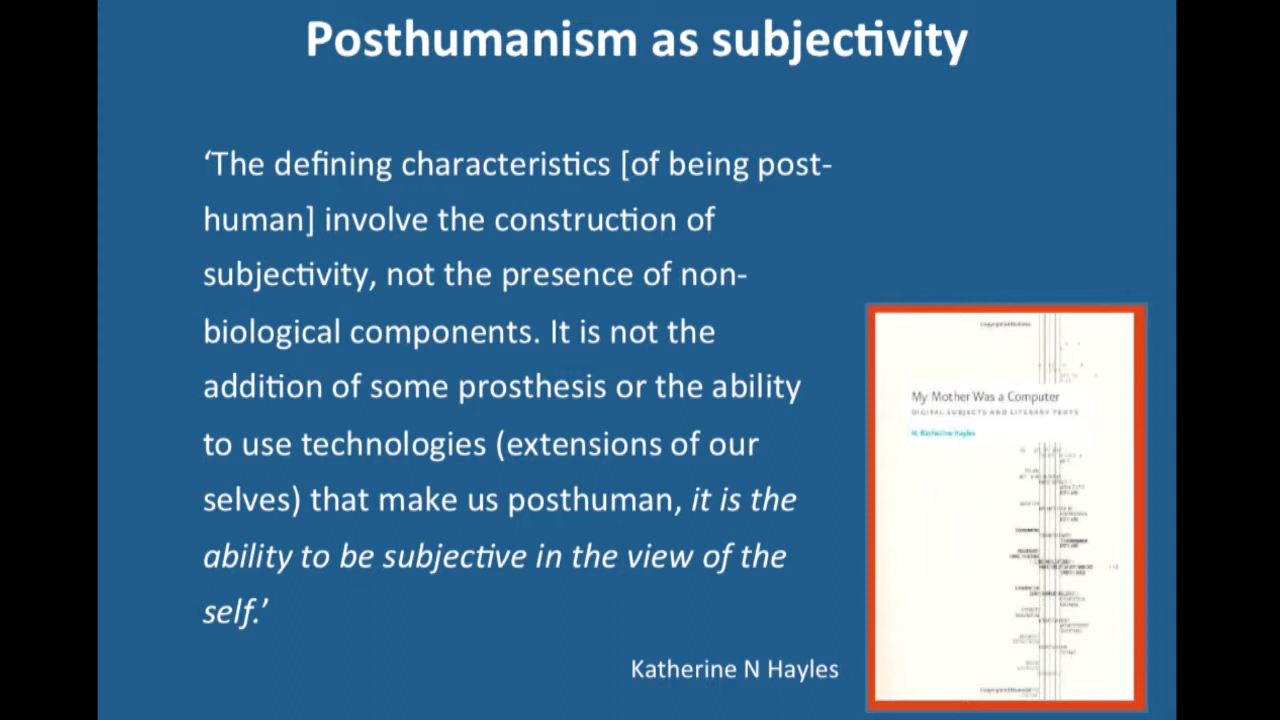 Posthumanism as subjectivity
‘The defining characteristics [of being post-
human] involve the construction of
subjectivity, not the presence of non-
biological components. It is not the
addition of some prosthesis or the ability
to use technologies (extensions of our
selves) that make us posthuman, it is the
ability to be subjective in the view of the
self.’
Katherine N Hayles
My Mother Was a Computer
DIGITAL SUBJECTS AND LITERARY TEXTS
N. Katherine Hayles